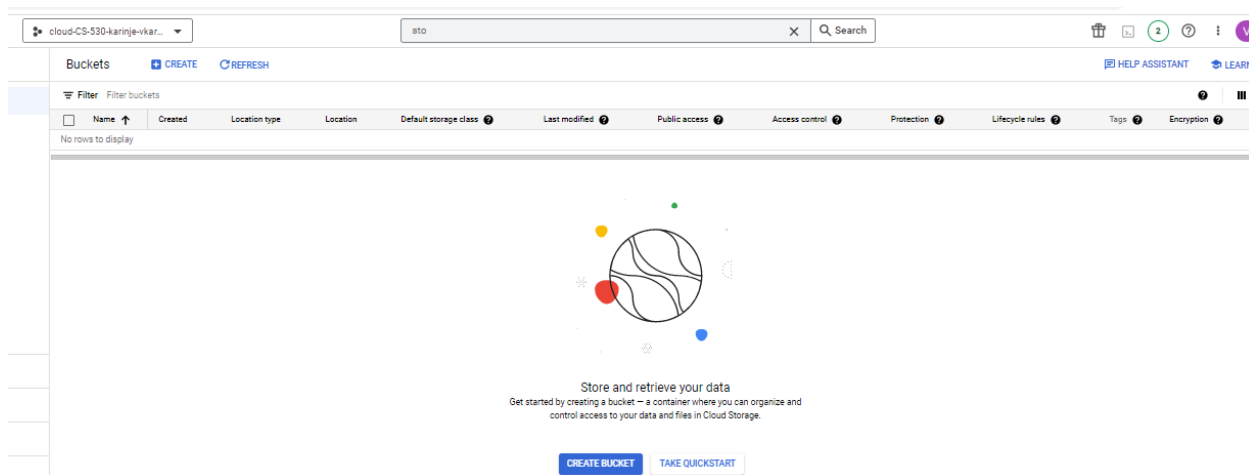 cloud-CS-530-karinje-vkar...
sto
Search
2
Buckets
CREATE
REFRESH
HELP ASSISTANT
LEARN
Filter Filter buckets
Name Created Location type Location Default storage class Last modified Public access Access control Protection Lifecycle rules Tags Encryption
No rows to display
Store and retrieve your data
Get started by creating a bucket — a container where you can organize and
control access to your data and files in Cloud Storage.
CREATE BUCKET TAKE QUICKSTART